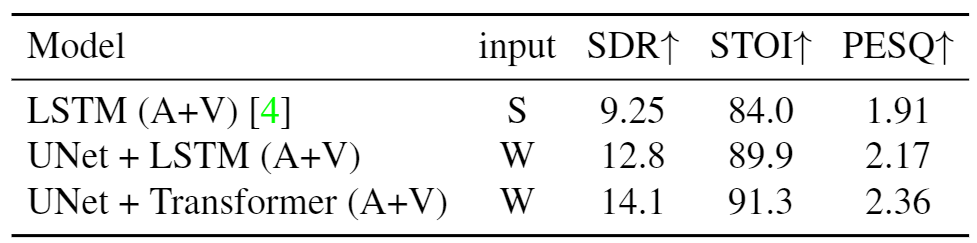 Model input SDR↑ STOI↑ PESQ↑
LSTM (A+V) [4] S 9.25 84.0 1.91
UNet + LSTM (A+V) W 12.8 89.9 2.17
UNet + Transformer (A+V) W 14.1 91.3 2.36